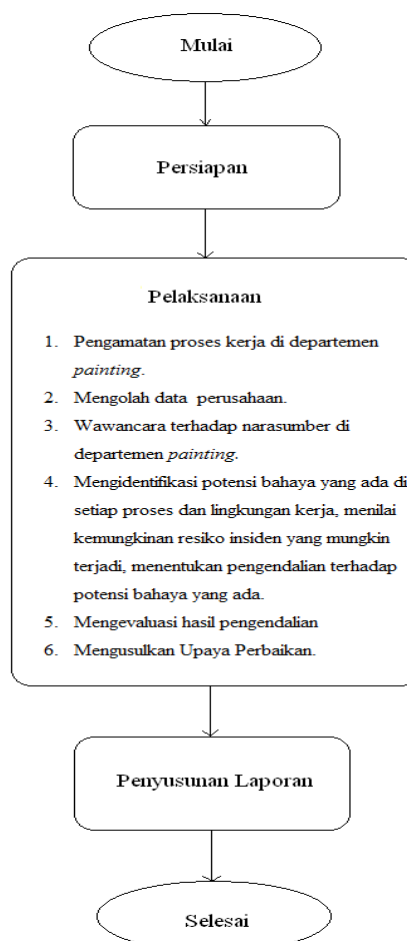 Mulai
Persiapan
Pelaksanaan
1. Pengamatan proses kerja di departemen
painting.
2. Mengolah data perusahaan.
3. Wawancara terhadap narasumber di
departemen painting.
4. Mengidentifikasi potensi bahaya yang ada di
setiap proses dan lingkungan kerja, menilai
kemungkinan resiko insiden yang mungkin
terjadi, menentukan pengendalian terhadap
potensi bahaya yang ada.
5. Mengevaluasi hasil pengendalian
6. Mengusulkan Upaya Perbaikan.
Penyusunan Laporan
Selesai